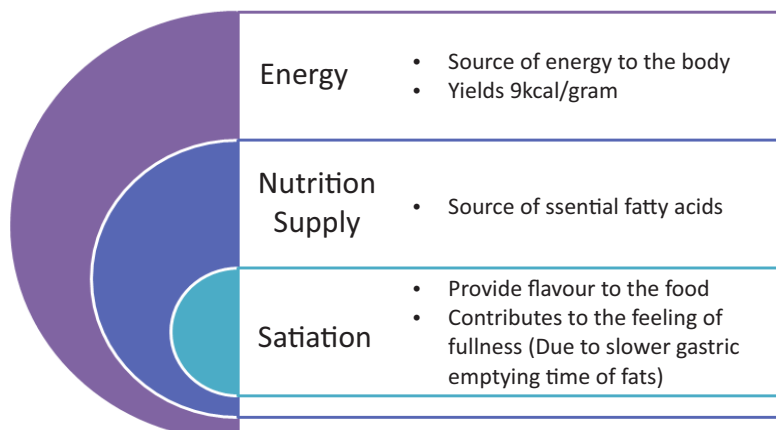 Energy
• Source of energy to the body
• Yields 9kcal/gram
Nutrition
Supply
• Source of ssential fatty acids
Satiation
• Provide flavour to the food
• Contributes to the feeling of
fullness (Due to slower gastric
emptying time of fats)